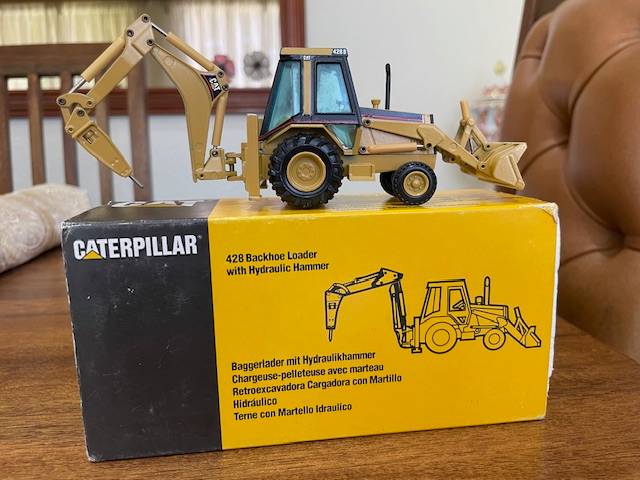 428 B
CAT
CAT
CATERPILLAR
428 Backhoe Loader
with Hydraulic Hammer
Baggerlader mit Hydraulikhammer
Chargeuse-pelleteuse avec marteau
Retroexcavadora Cargadora con Martillo
Hidráulico
Terne con Martello Idraulico